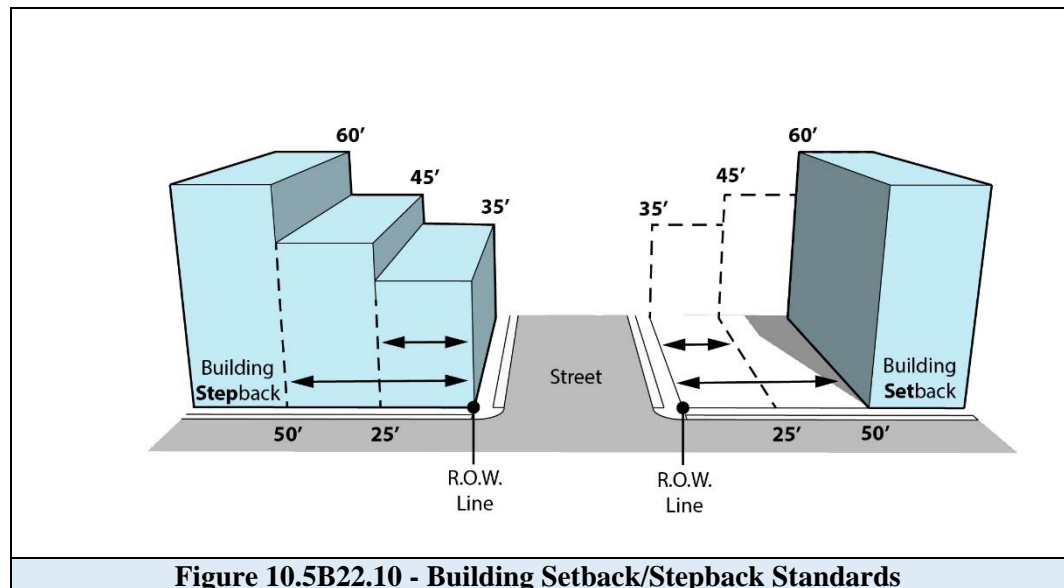 60’
45’
35’
60’
45’
35’
Building
Stepback
Street
Building
Setback
50’
25’
25’
50’
R.O.W.
Line
R.O.W.
Line
Figure 10.5B22.10 - Building Setback/Stepback Standards